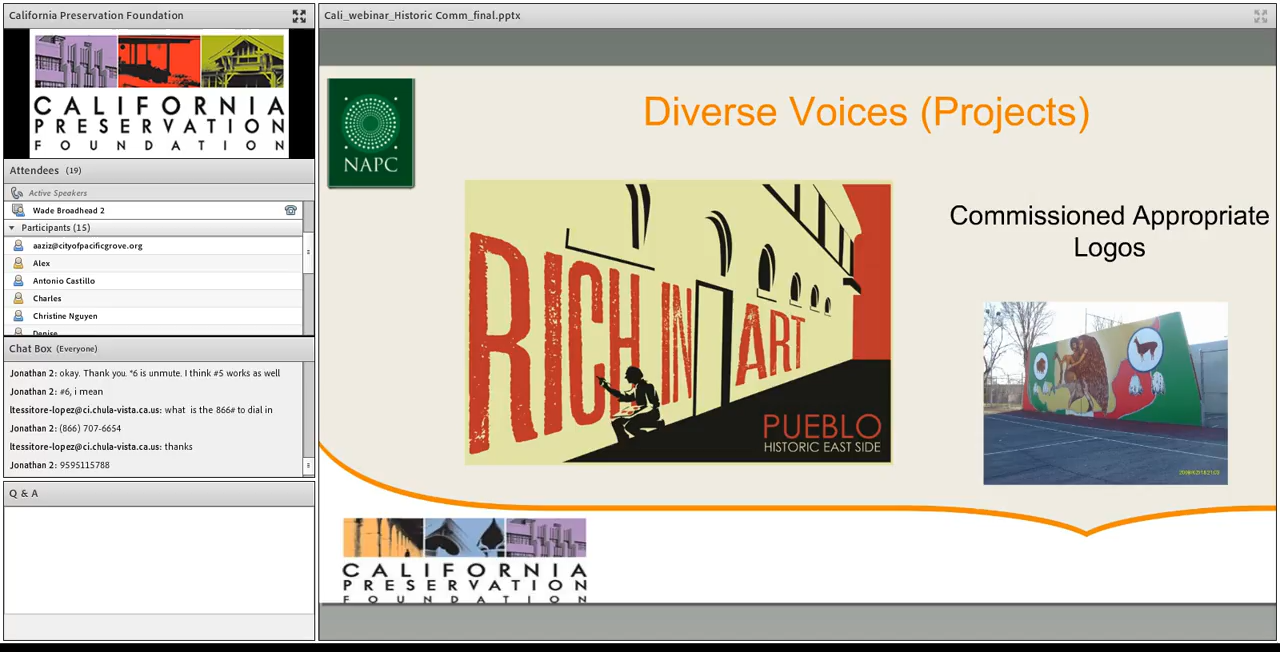 California Preservation Foundation
CALIFORNIA
PRESERVATION
FOUNDATION
Attendees (19)
Active Speakers
Wade Broadhead 2
Participants (15)
aaziz@cityofpacificgrove.org
Alex
Antonio Castillo
Charles
Christine Nguyen
Denise
Chat Box (Everyone)
Jonathan 2: okay. Thank you. *6 is unmute. I think #5 works as well
Jonathan 2: #6, i mean
ltessitore-lopez@ci.chula-vista.ca.us: what is the 866# to dial in
Jonathan 2: (866) 707-6654
ltessitore-lopez@ci.chula-vista.ca.us: thanks
Jonathan 2: 9595115788
Q & A
Cali_webinar_Historic Comm_final.pptx
NAPC
Diverse Voices (Projects)
RICH IN ART
PUEBLO
HISTORIC EAST SIDE
Commissioned Appropriate
Logos
CALIFORNIA
PRESERVATION
FOUNDATION